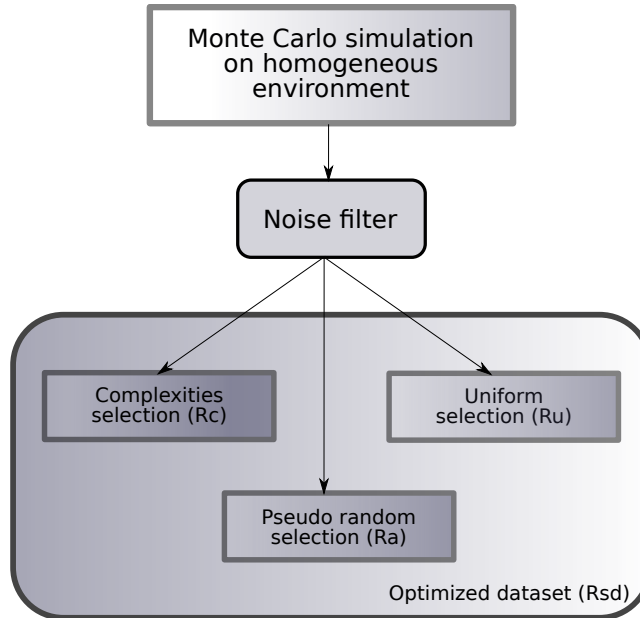 Monte Carlo simulation
on homogeneous
environment
Noise filter
Complexities
selection (Rc)
Uniform
selection (Ru)
Pseudo random
selection (Ra)
Optimized dataset (Rsd)